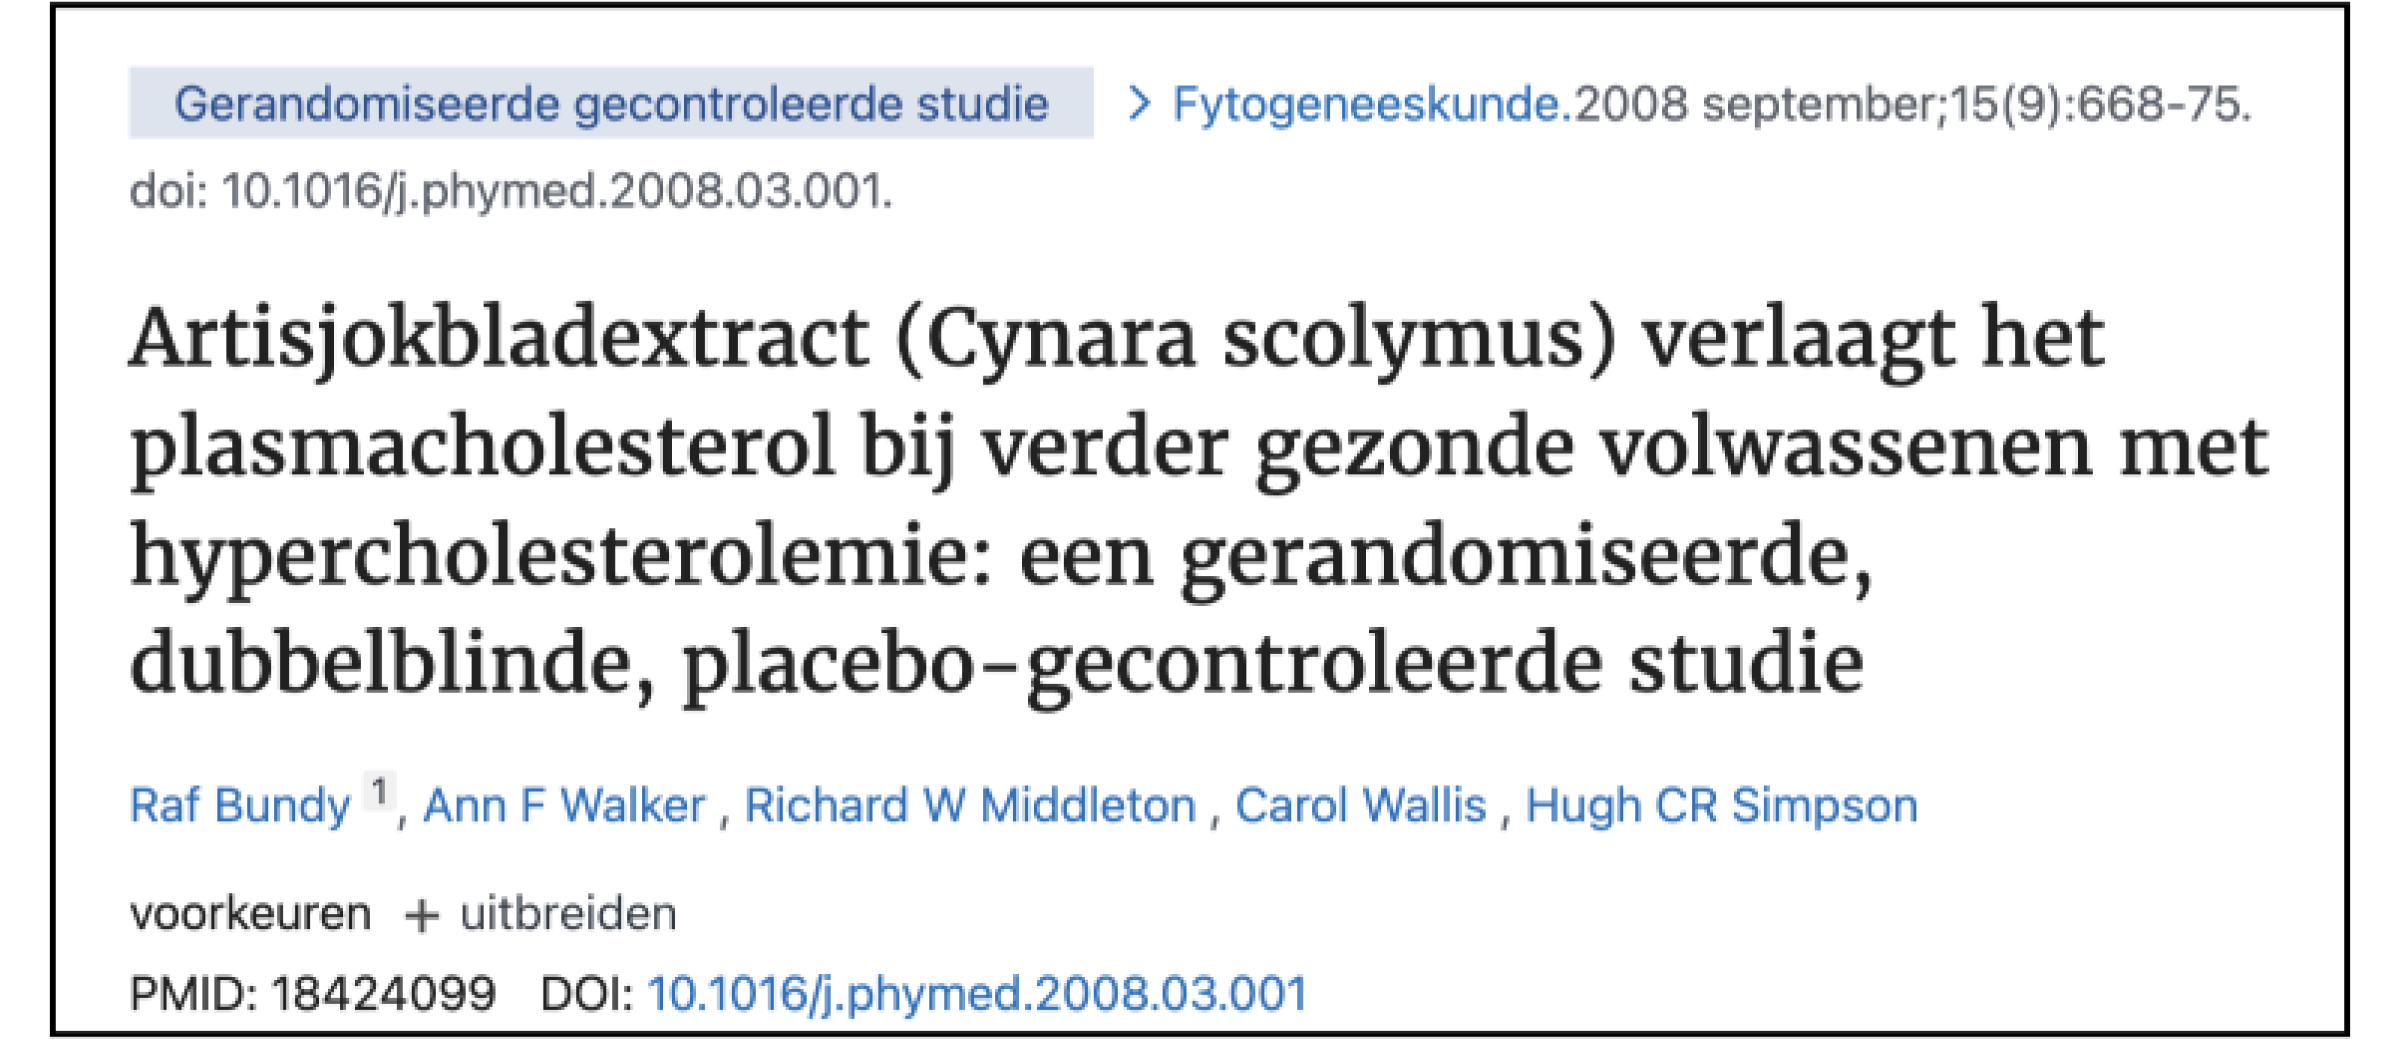 Gerandomiseerde gecontroleerde studie > Fytogeneeskunde.2008 september;15(9):668-75.
doi: 10.1016/j.phymed.2008.03.001.
Artisjokbladextract (Cynara scolymus) verlaagt het
plasmacholesterol bij verder gezonde volwassenen met
hypercholesterolemie: een gerandomiseerde,
dubbelblinde, placebo-gecontroleerde studie
Raf Bundy 1, Ann F Walker , Richard W Middleton , Carol Wallis , Hugh CR Simpson
voorkeuren + uitbreiden
PMID: 18424099 DOI: 10.1016/j.phymed.2008.03.001